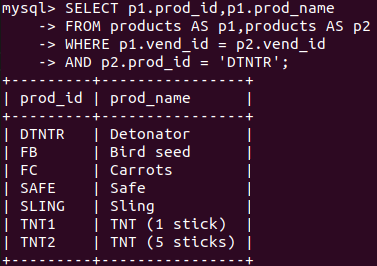 mysql> SELECT p1.prod_id,p1.prod_name
    -> FROM products AS p1,products AS p2
    -> WHERE p1.vend_id = p2.vend_id
    -> AND p2.prod_id = 'DTNTR';
+---------+----------------+
| prod_id | prod_name      |
+---------+----------------+
| DTNTR   | Detonator      |
| FB      | Bird seed      |
| FC      | Carrots        |
| SAFE    | Safe           |
| SLING   | Sling          |
| TNT1    | TNT (1 stick)  |
| TNT2    | TNT (5 sticks) |
+---------+----------------+